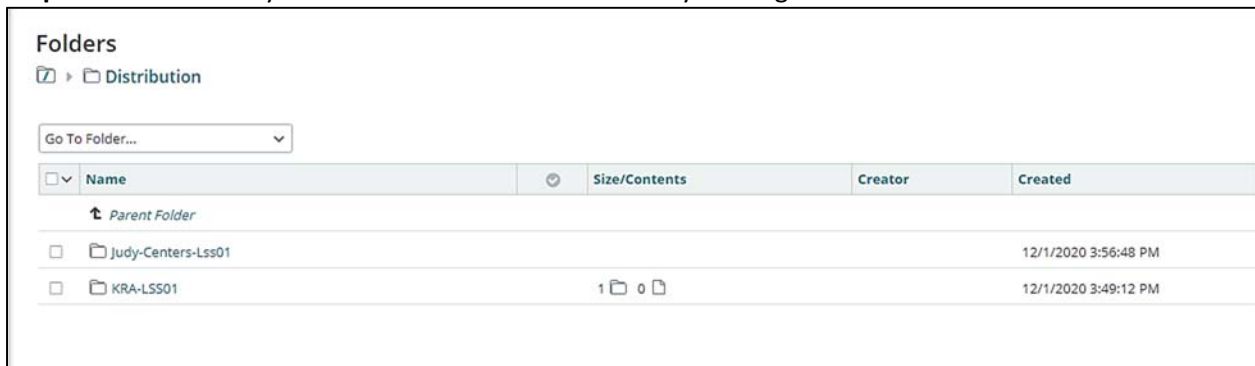 Folders
Distribution
Go To Folder...
Name Size/Contents Creator Created
Parent Folder
Judy-Centers-Lss01 12/1/2020 3:56:48 PM
KRA-LSS01 1 0 12/1/2020 3:49:12 PM